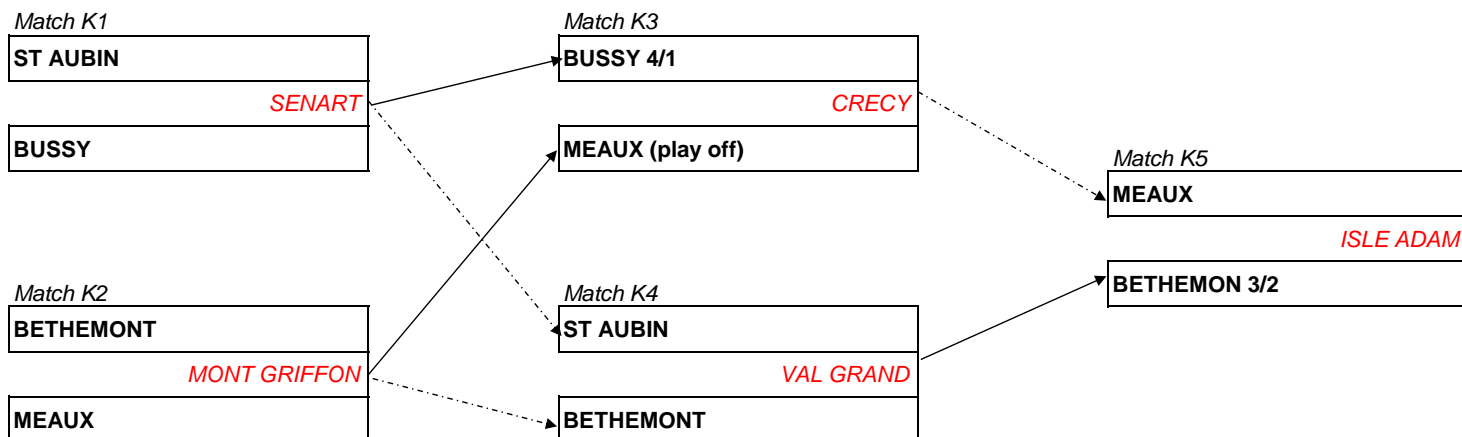 Match K1
ST AUBIN
SENART
BUSSY
Match K2
BETHEMONT
MONT GRIFFON
MEAUX
Match K3
BUSSY 4/1
CRECY
MEAUX (play off)
Match K4
ST AUBIN
VAL GRAND
BETHEMONT
Match K5
MEAUX
ISLE ADAM
BETHEMON 3/2